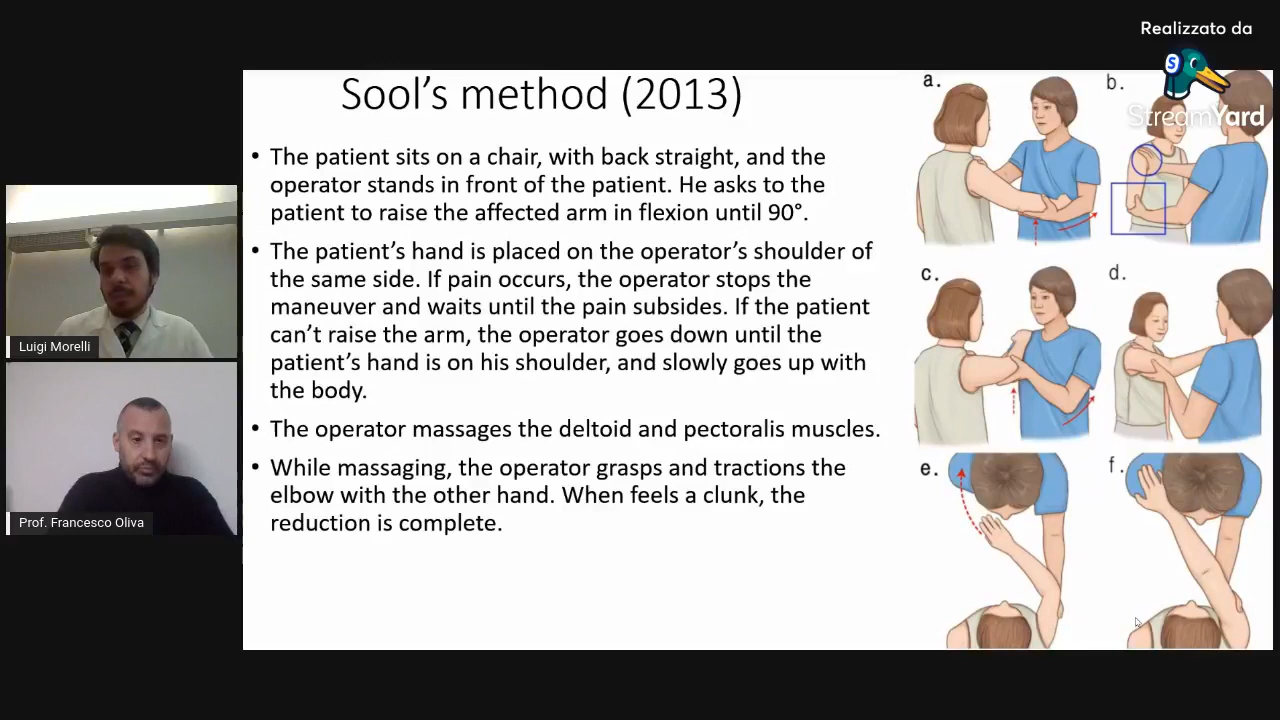 Realizzato da
S
StreamYard
Sool's method (2013)
• The patient sits on a chair, with back straight, and the
operator stands in front of the patient. He asks to the
patient to raise the affected arm in flexion until 90°.
• The patient's hand is placed on the operator's shoulder of
the same side. If pain occurs, the operator stops the
maneuver and waits until the pain subsides. If the patient
can't raise the arm, the operator goes down until the
patient's hand is on his shoulder, and slowly goes up with
the body.
• The operator massages the deltoid and pectoralis muscles.
• While massaging, the operator grasps and tractions the
elbow with the other hand. When feels a clunk, the
reduction is complete.
a.
b.
c.
d.
e.
f.
Luigi Morelli
Prof. Francesco Oliva